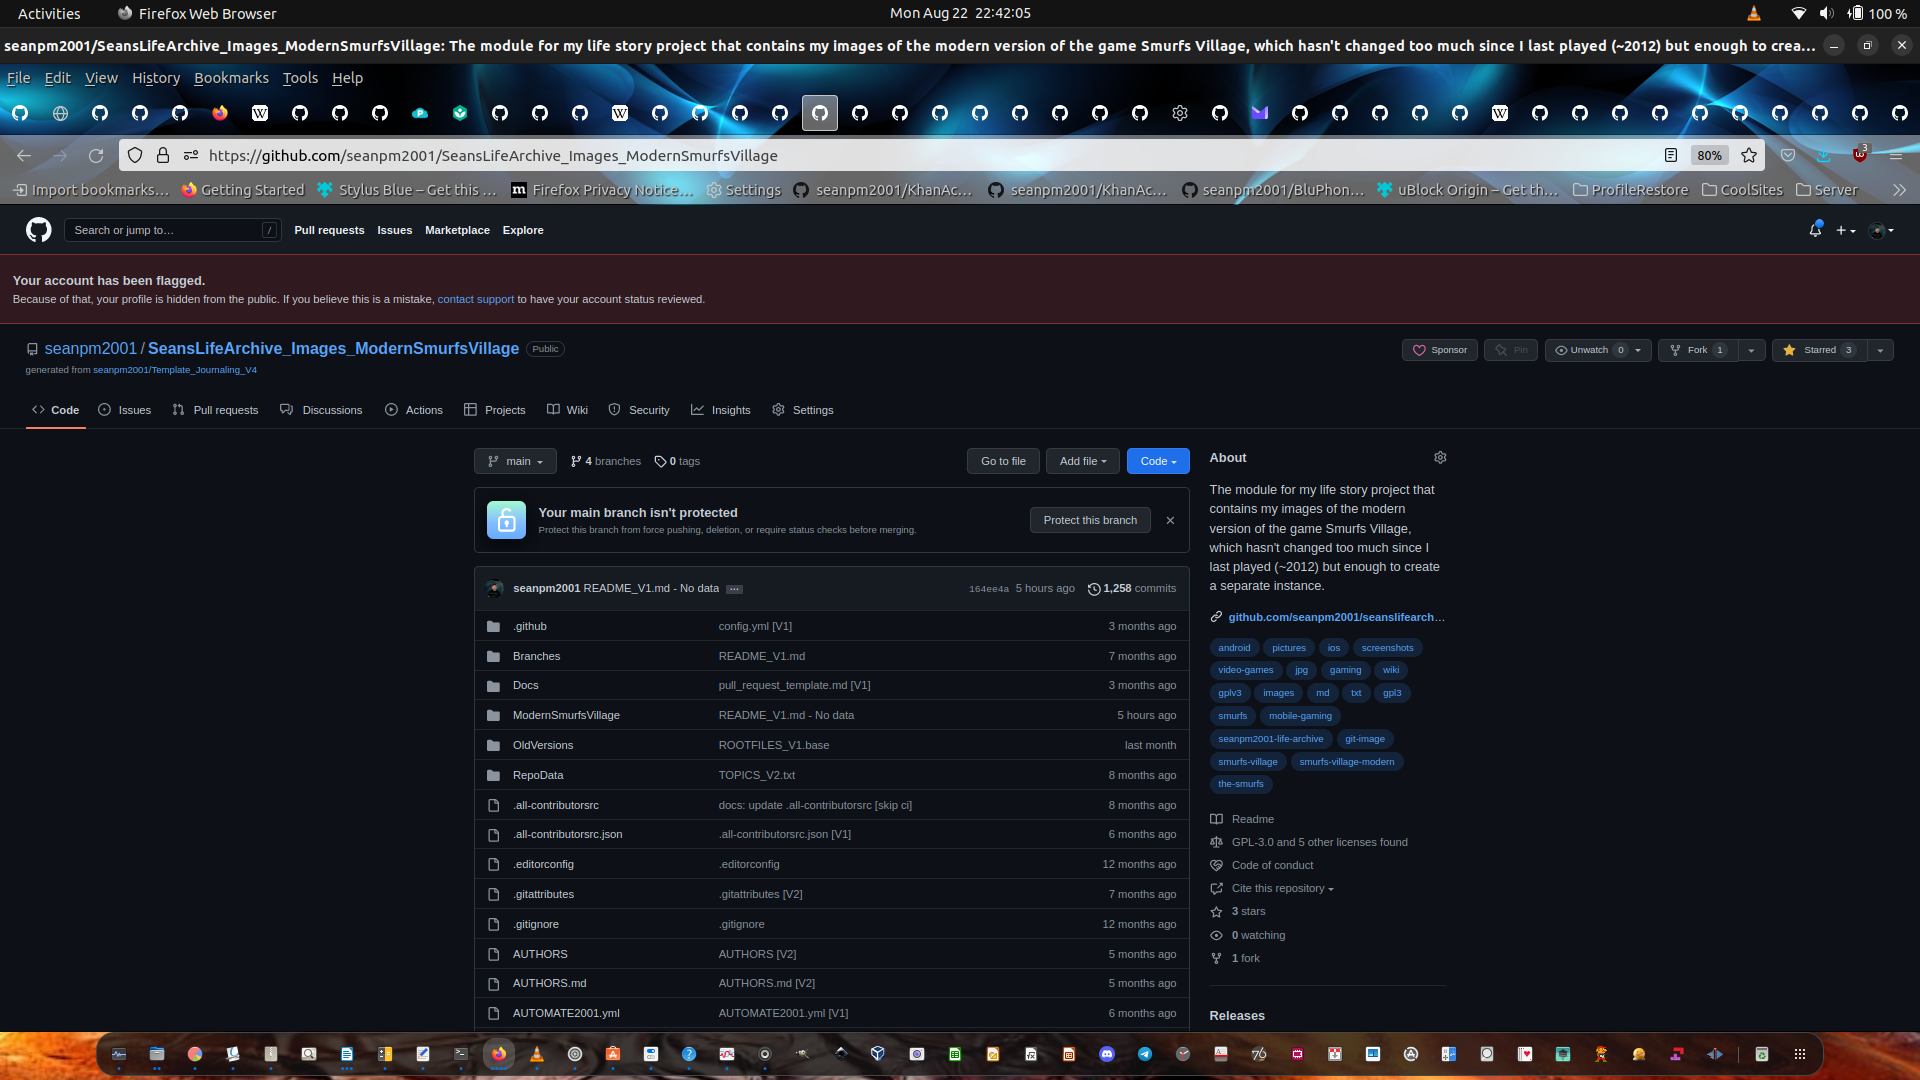 Activities Firefox Web Browser Mon Aug 22 22:42:05 100 %
seanpm2001/SeansLifeArchive_Images_ModernSmurfsVillage: The module for my life story project that contains my images of the modern version of the game Smurfs Village, which hasn't changed too much since I last played (~2012) but enough to crea…
File Edit View History Bookmarks Tools Help
https://github.com/seanpm2001/SeansLifeArchive_Images_ModernSmurfsVillage 80% 3
Import bookmarks… Getting Started Stylus Blue – Get this … Firefox Privacy Notice… Settings seanpm2001/KhanAc… seanpm2001/KhanAc… seanpm2001/BluPhon… uBlock Origin – Get th… ProfileRestore CoolSites Server
Search or jump to… / Pull requests Issues Marketplace Explore
Your account has been flagged.
Because of that, your profile is hidden from the public. If you believe this is a mistake, contact support to have your account status reviewed.
seanpm2001 / SeansLifeArchive_Images_ModernSmurfsVillage Public
Sponsor Pin Unwatch 0 Fork 1 Starred 3
generated from seanpm2001/Template_Journaling_V4
Code Issues Pull requests Discussions Actions Projects Wiki Security Insights Settings
main 4 branches 0 tags Go to file Add file Code
Your main branch isn't protected
Protect this branch from force pushing, deletion, or require status checks before merging.
Protect this branch
seanpm2001 README_V1.md - No data … 164ee4a 5 hours ago 1,258 commits
.github config.yml [V1] 3 months ago
Branches README_V1.md 7 months ago
Docs pull_request_template.md [V1] 3 months ago
ModernSmurfsVillage README_V1.md - No data 5 hours ago
OldVersions ROOTFILES_V1.base last month
RepoData TOPICS_V2.txt 8 months ago
.all-contributorsrc docs: update .all-contributorsrc [skip ci] 8 months ago
.all-contributorsrc.json .all-contributorsrc.json [V1] 6 months ago
.editorconfig .editorconfig 12 months ago
.gitattributes .gitattributes [V2] 7 months ago
.gitignore .gitignore 12 months ago
AUTHORS AUTHORS [V2] 5 months ago
AUTHORS.md AUTHORS.md [V2] 5 months ago
AUTOMATE2001.yml AUTOMATE2001.yml [V1] 6 months ago
About
The module for my life story project that
contains my images of the modern
version of the game Smurfs Village,
which hasn't changed too much since I
last played (~2012) but enough to create
a separate instance.
github.com/seanpm2001/seanslifearch…
android pictures ios screenshots
video-games jpg gaming wiki
gplv3 images md txt gpl3
smurfs mobile-gaming
seanpm2001-life-archive git-image
smurfs-village smurfs-village-modern
the-smurfs
Readme
GPL-3.0 and 5 other licenses found
Code of conduct
Cite this repository
3 stars
0 watching
1 fork
Releases